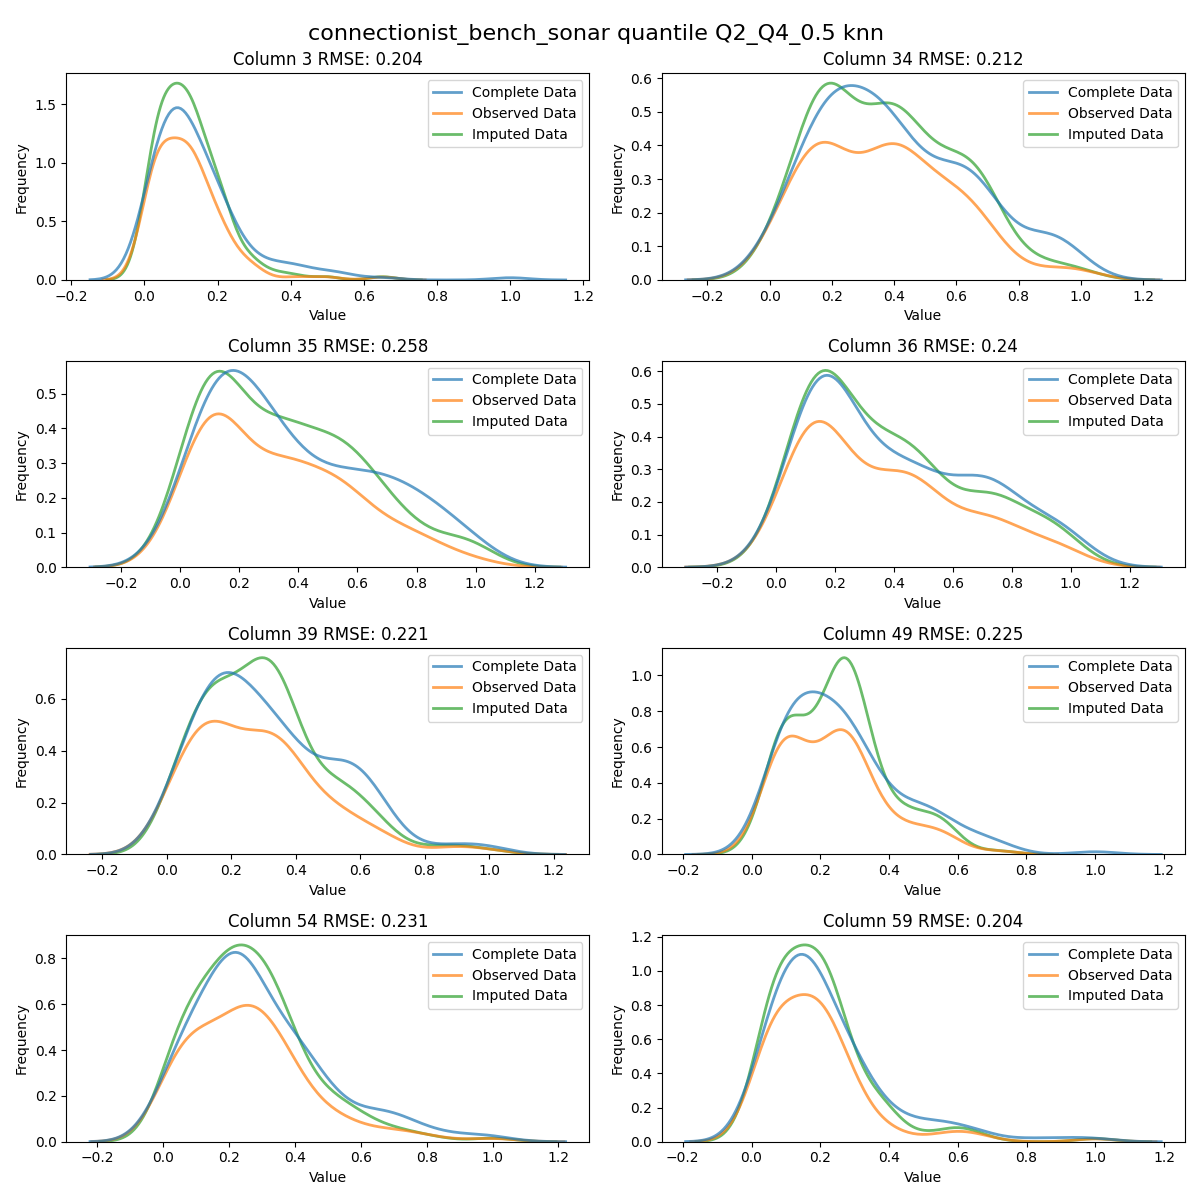 connectionist_bench_sonar quantile Q2_Q4_0.5 knn
Column 3 RMSE: 0.204
Frequency
1.5
1.0
0.5
0.0
−0.2 0.0 0.2 0.4 0.6 0.8 1.0 1.2
Value
Complete Data
Observed Data
Imputed Data
Column 34 RMSE: 0.212
Frequency
0.6
0.5
0.4
0.3
0.2
0.1
0.0
−0.2 0.0 0.2 0.4 0.6 0.8 1.0 1.2
Value
Complete Data
Observed Data
Imputed Data
Column 35 RMSE: 0.258
Frequency
0.5
0.4
0.3
0.2
0.1
0.0
−0.2 0.0 0.2 0.4 0.6 0.8 1.0 1.2
Value
Complete Data
Observed Data
Imputed Data
Column 36 RMSE: 0.24
Frequency
0.6
0.5
0.4
0.3
0.2
0.1
0.0
−0.2 0.0 0.2 0.4 0.6 0.8 1.0 1.2
Value
Complete Data
Observed Data
Imputed Data
Column 39 RMSE: 0.221
Frequency
0.6
0.4
0.2
0.0
−0.2 0.0 0.2 0.4 0.6 0.8 1.0 1.2
Value
Complete Data
Observed Data
Imputed Data
Column 49 RMSE: 0.225
Frequency
1.0
0.8
0.6
0.4
0.2
0.0
−0.2 0.0 0.2 0.4 0.6 0.8 1.0 1.2
Value
Complete Data
Observed Data
Imputed Data
Column 54 RMSE: 0.231
Frequency
0.8
0.6
0.4
0.2
0.0
−0.2 0.0 0.2 0.4 0.6 0.8 1.0 1.2
Value
Complete Data
Observed Data
Imputed Data
Column 59 RMSE: 0.204
Frequency
1.2
1.0
0.8
0.6
0.4
0.2
0.0
−0.2 0.0 0.2 0.4 0.6 0.8 1.0 1.2
Value
Complete Data
Observed Data
Imputed Data